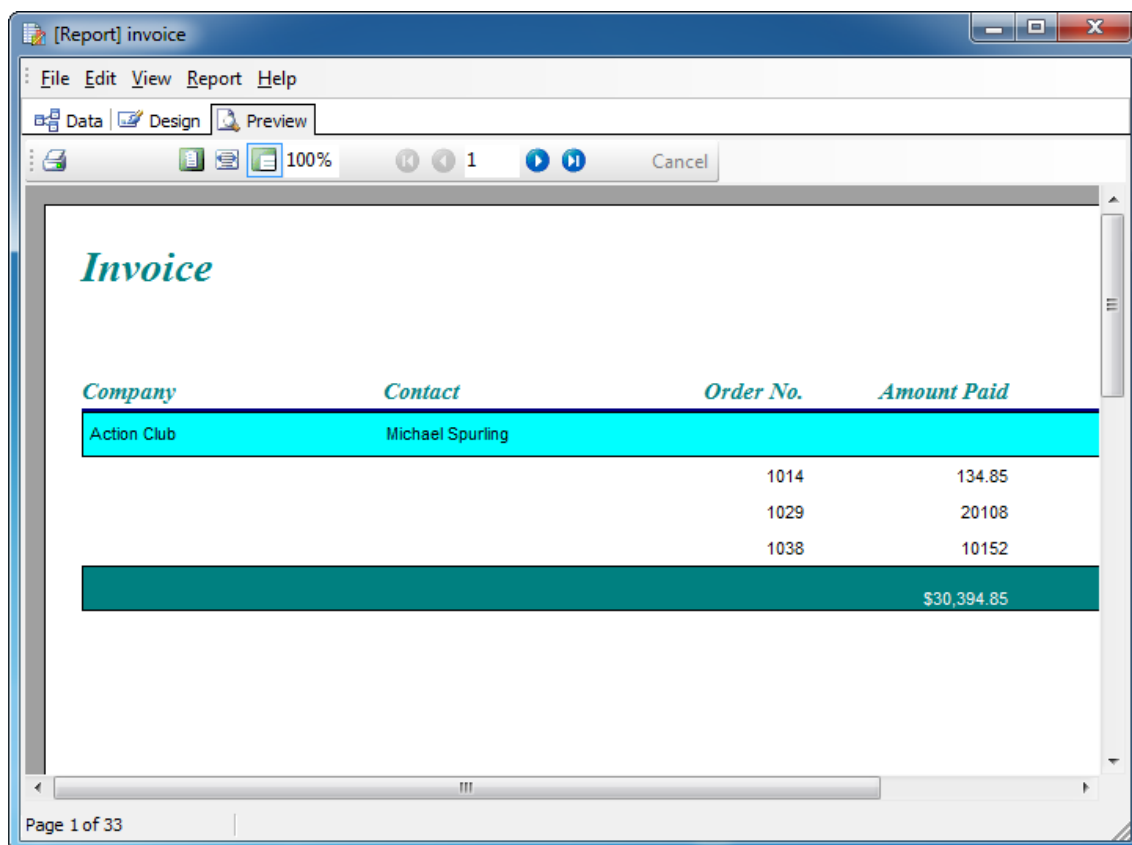 [Report] invoice
File Edit View Report Help
Data Design Preview
100% 1 Cancel
Invoice
Company Contact Order No. Amount Paid
Action Club Michael Spurling
1014 134.85
1029 20108
1038 10152
$30,394.85
Page 1 of 33